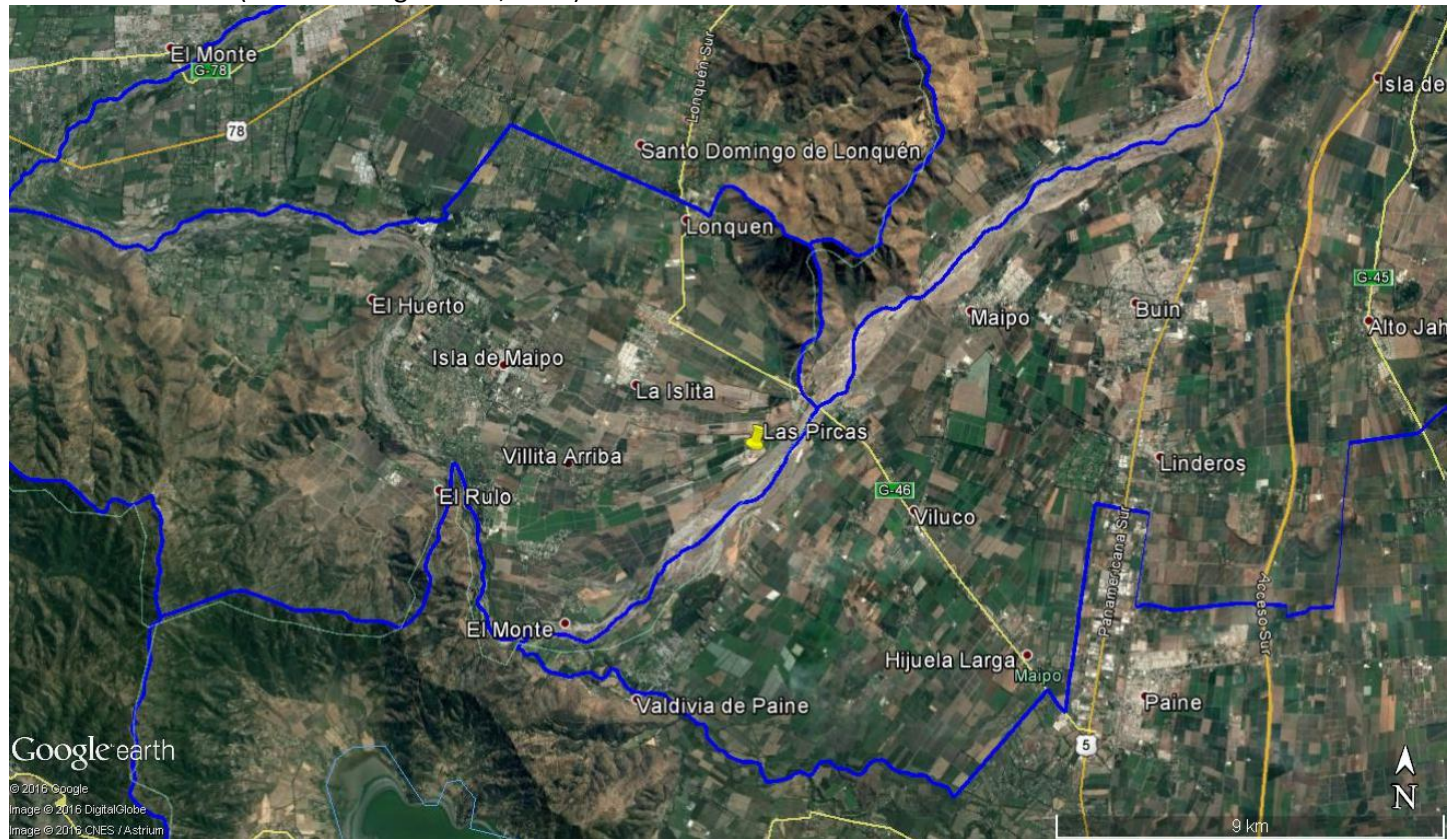 El Monte
G-78
78
Lonquén Sur
Isla de
Santo Domingo de Lonquén
Lonquen
G-45
El Huerto
Maipo
Buin
Alto Jah
Isla de Maipo
La Islita
Las Pircas
Villita Arriba
Linderos
El Rulo
G-46
Viluco
Panamericana Sur
Acceso Sur
El Monte
Hijuela Larga
Maipo
Valdivia de Paine
Paine
5
Google earth
© 2016 Google
Image © 2016 DigitalGlobe
Image © 2016 CNES / Astrium
N
9 km